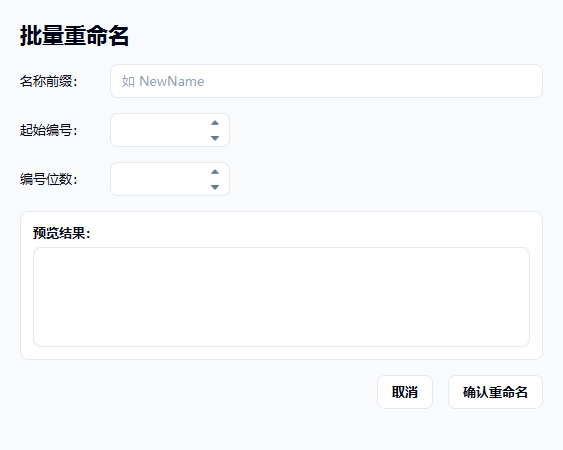 批量重命名
名称前缀：
如 NewName
起始编号：
编号位数：
预览结果：
取消
确认重命名